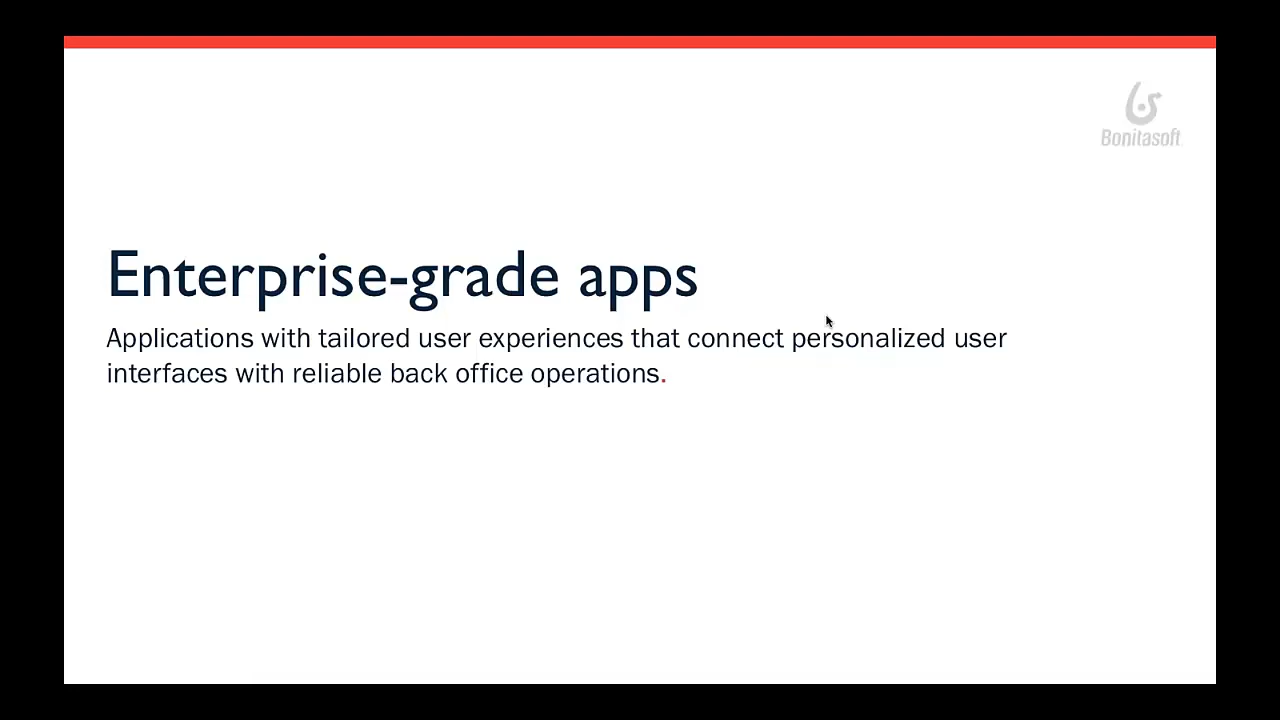 Bonitasoft
Enterprise-grade apps
Applications with tailored user experiences that connect personalized user
interfaces with reliable back office operations.